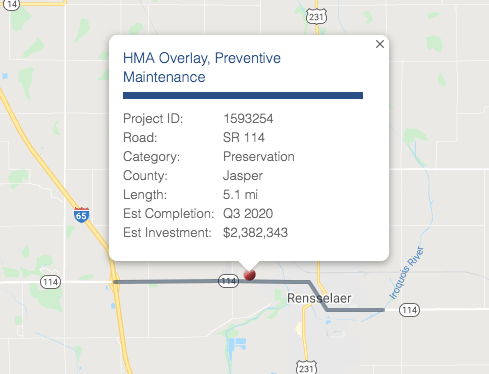 14
231
HMA Overlay, Preventive
Maintenance
Project ID: 1593254
Road: SR 114
Category: Preservation
County: Jasper
Length: 5.1 mi
Est Completion: Q3 2020
Est Investment: $2,382,343
65
114
114
Rensselaer
114
Iroquois River
231